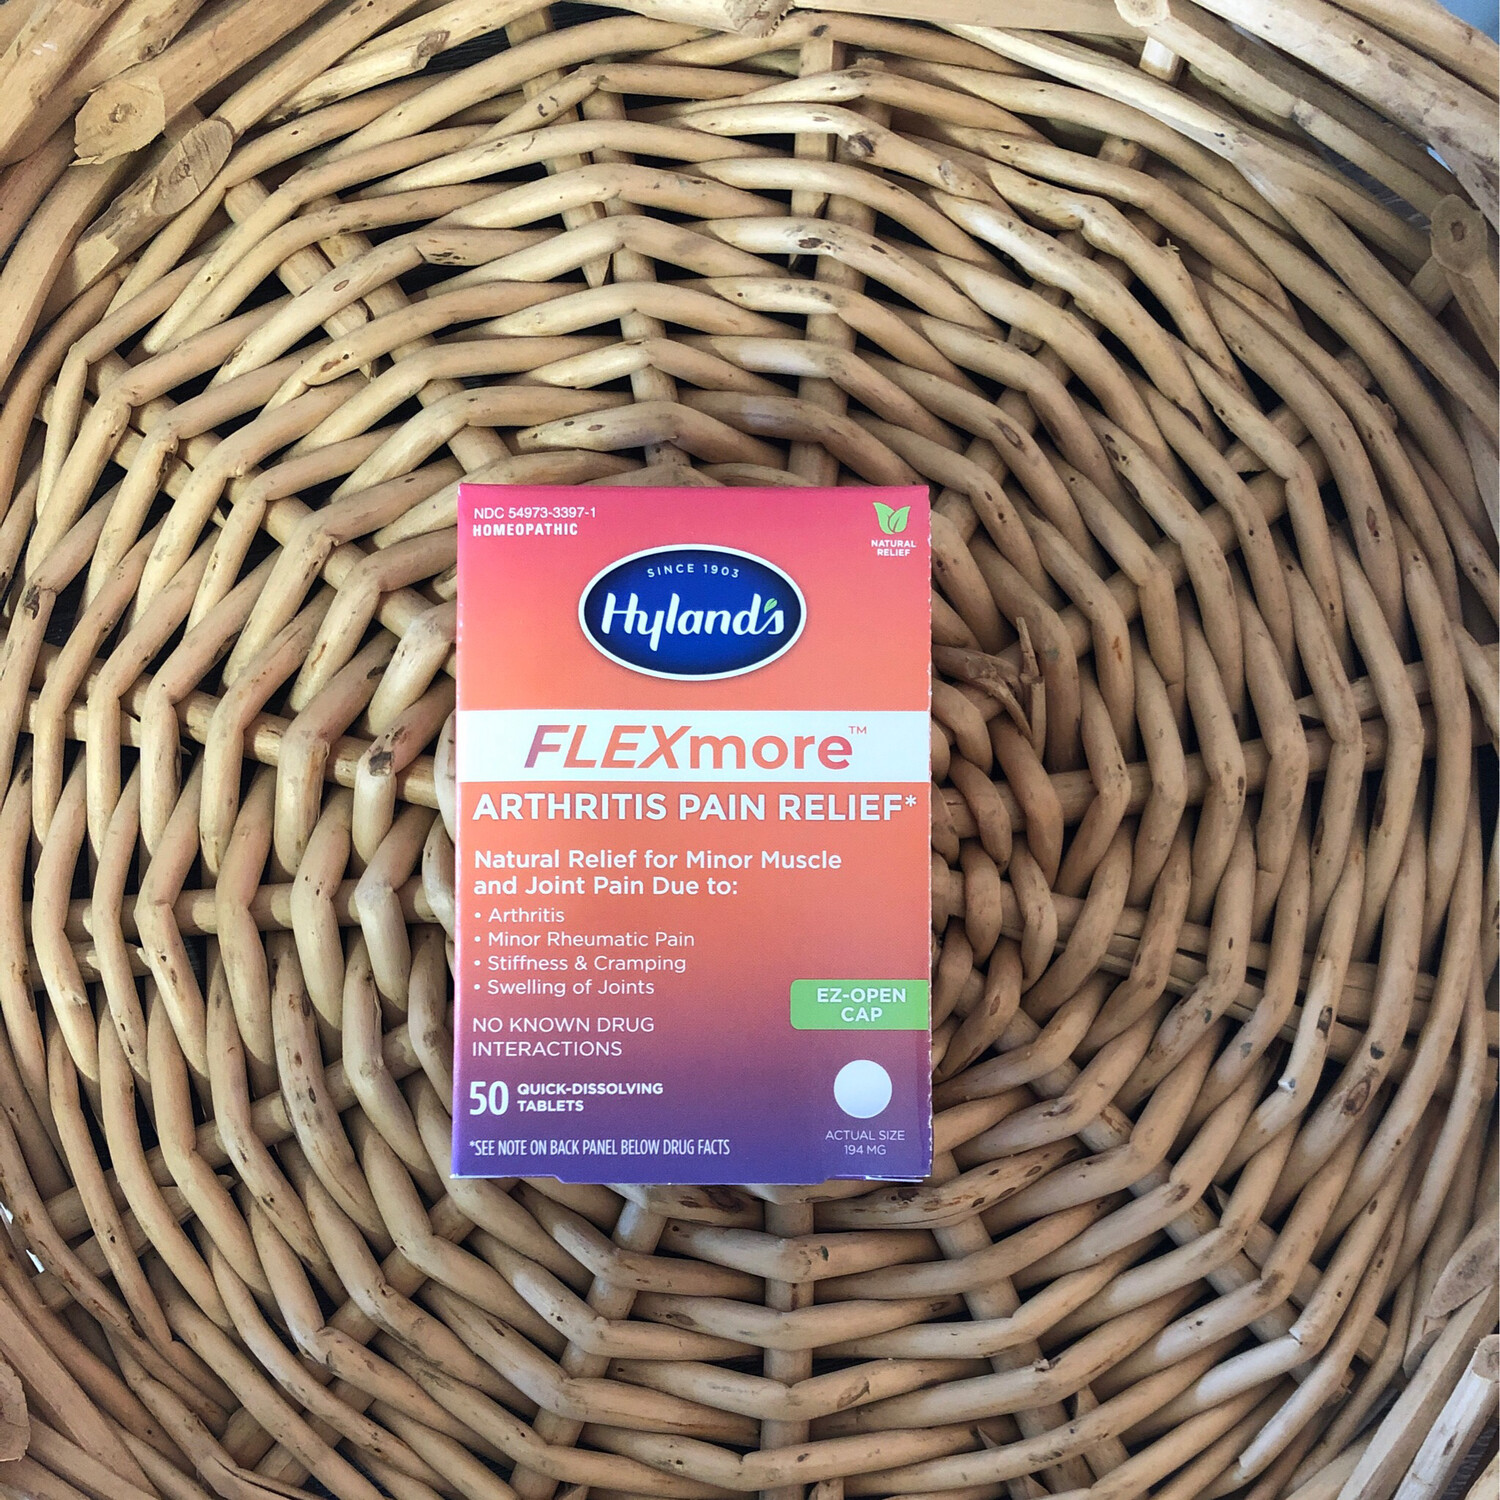 NDC 54973-3397-1
HOMEOPATHIC
NATURAL
RELIEF
SINCE 1903
Hyland's
FLEXmore™
ARTHRITIS PAIN RELIEF*
Natural Relief for Minor Muscle
and Joint Pain Due to:
• Arthritis
• Minor Rheumatic Pain
• Stiffness & Cramping
• Swelling of Joints
EZ-OPEN
CAP
NO KNOWN DRUG
INTERACTIONS
50 QUICK-DISSOLVING
TABLETS
ACTUAL SIZE
194 MG
*SEE NOTE ON BACK PANEL BELOW DRUG FACTS